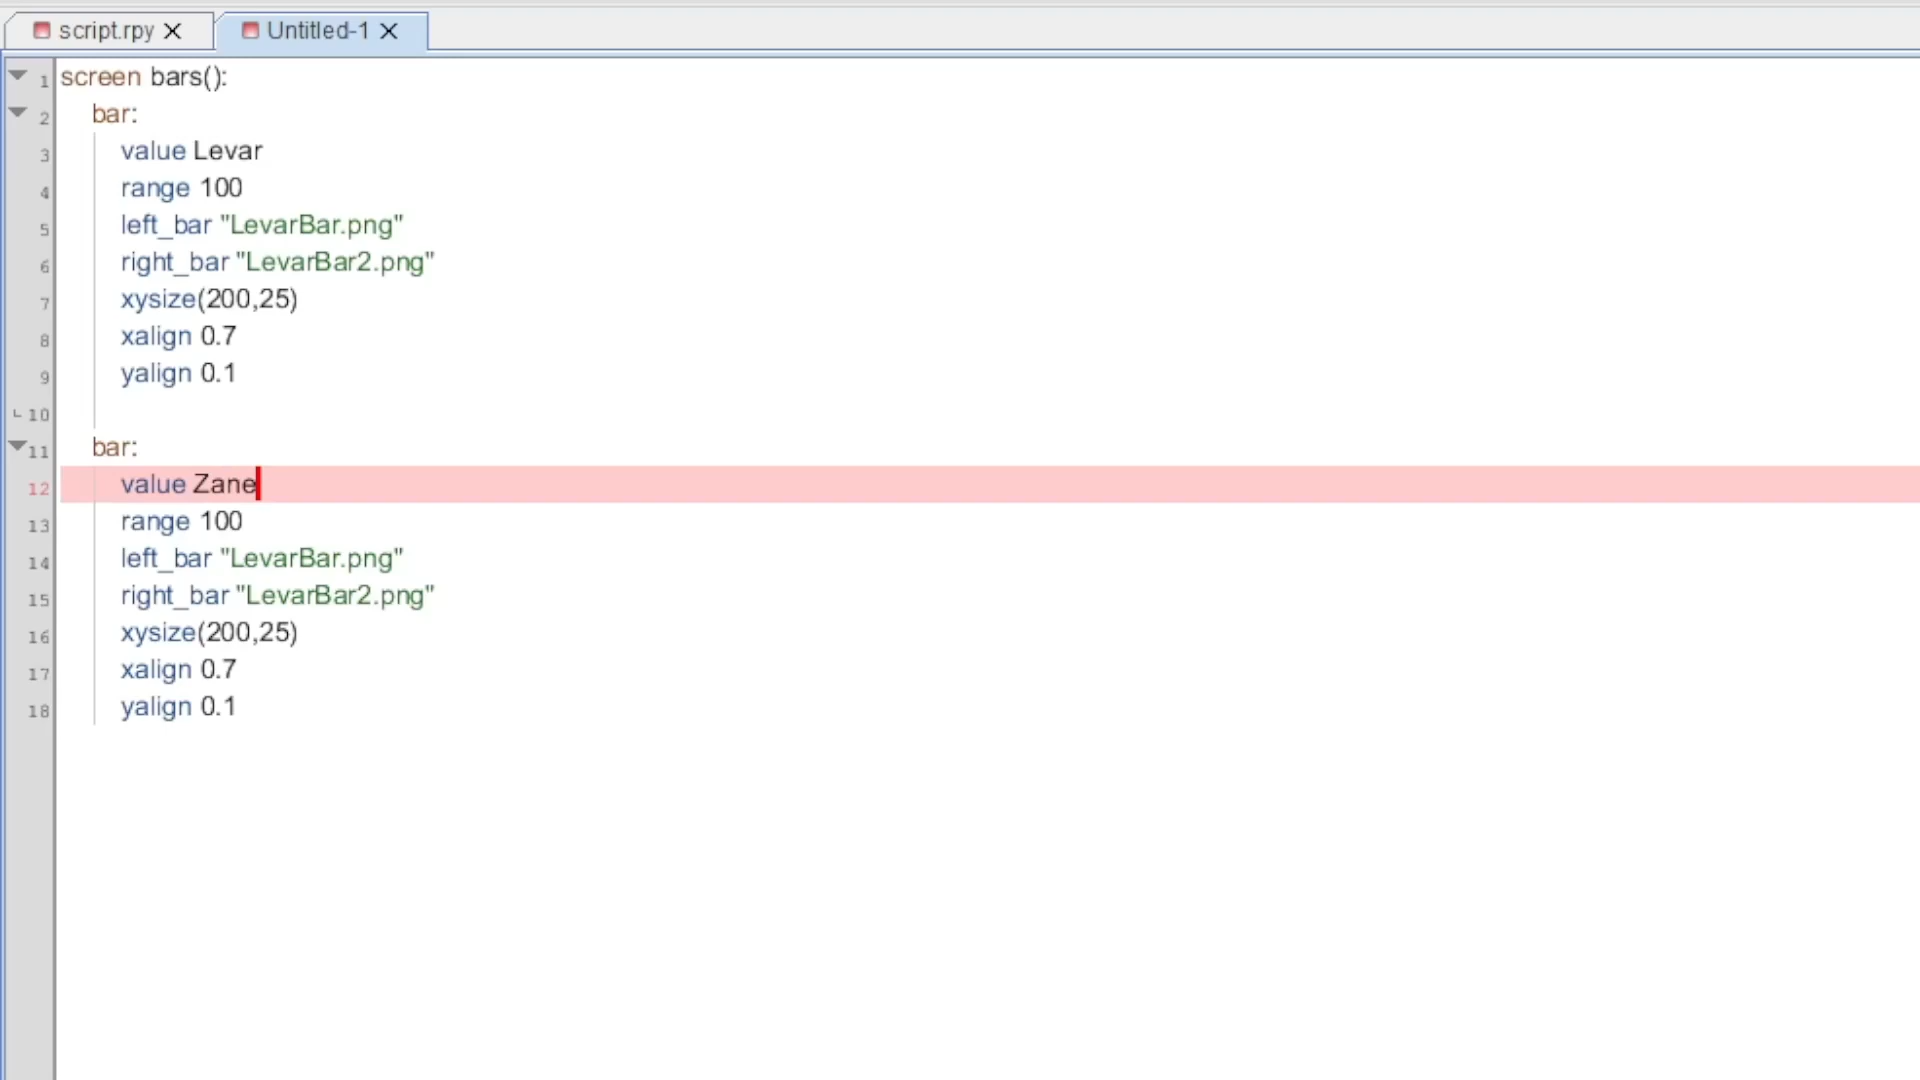 script.rpy
Untitled-1
1 screen bars():
2 bar:
3 value Levar
4 range 100
5 left_bar "LevarBar.png"
6 right_bar "LevarBar2.png"
7 xysize(200,25)
8 xalign 0.7
9 yalign 0.1
10
11 bar:
12 value Zane
13 range 100
14 left_bar "LevarBar.png"
15 right_bar "LevarBar2.png"
16 xysize(200,25)
17 xalign 0.7
18 yalign 0.1